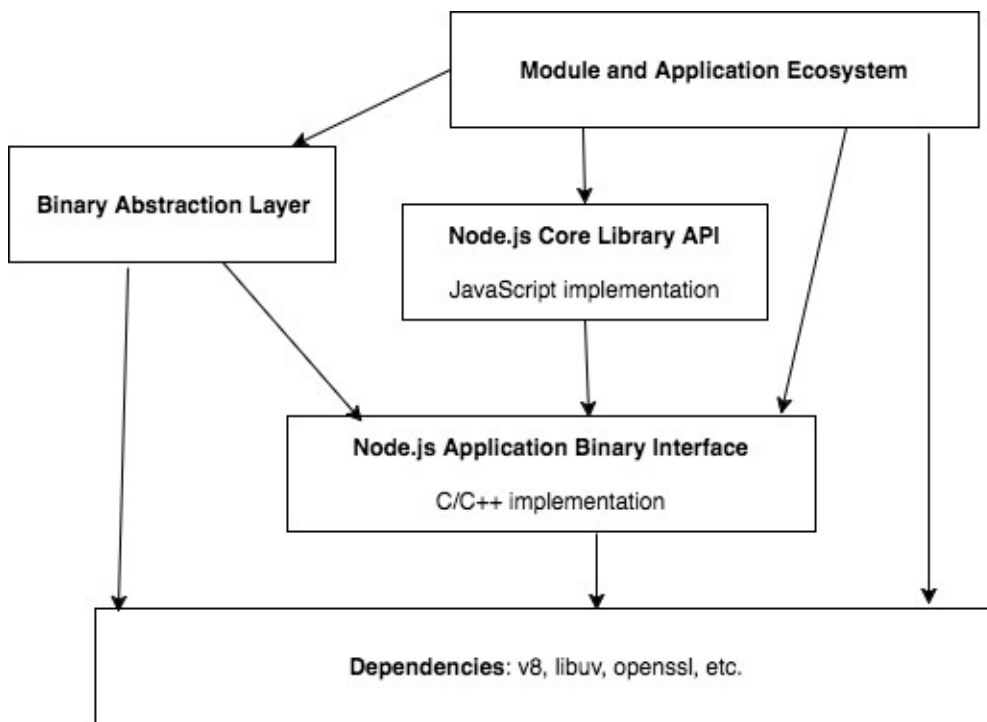 Module and Application Ecosystem
Binary Abstraction Layer
Node.js Core Library API
JavaScript implementation
Node.js Application Binary Interface
C/C++ implementation
Dependencies: v8, libuv, openssl, etc.